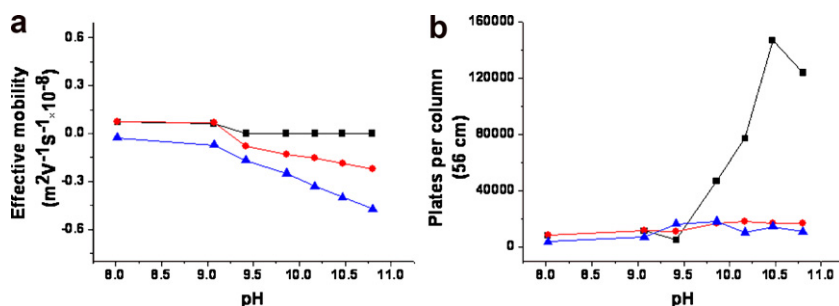 a
Effective mobility
(m²V⁻¹S⁻¹×10⁻⁸)
0.6
0.3
0.0
-0.3
-0.6
8.0 8.5 9.0 9.5 10.0 10.5 11.0
pH
b
Plates per column
(56 cm)
160000
120000
80000
40000
0
8.0 8.5 9.0 9.5 10.0 10.5 11.0
pH